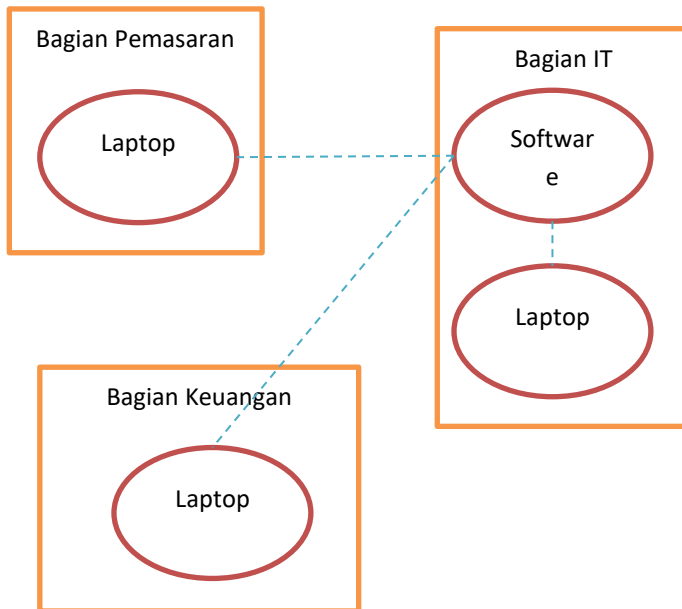 Bagian Pemasaran
Laptop
Bagian IT
Softwar
e
Laptop
Bagian Keuangan
Laptop